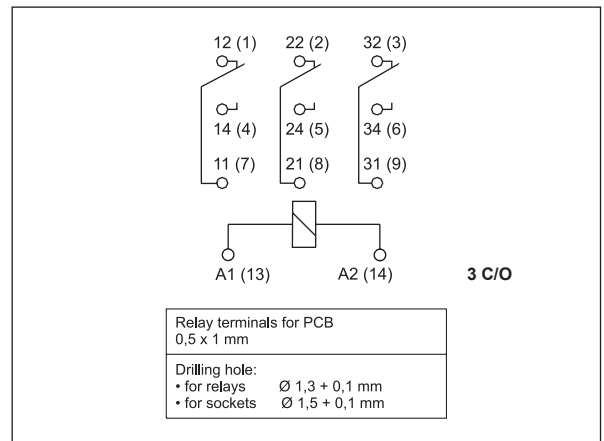 12 (1) 22 (2) 32 (3)
14 (4) 24 (5) 34 (6)
11 (7) 21 (8) 31 (9)
A1 (13) A2 (14) 3 C/O
Relay terminals for PCB
0,5 x 1 mm
Drilling hole:
• for relays Ø 1,3 + 0,1 mm
• for sockets Ø 1,5 + 0,1 mm